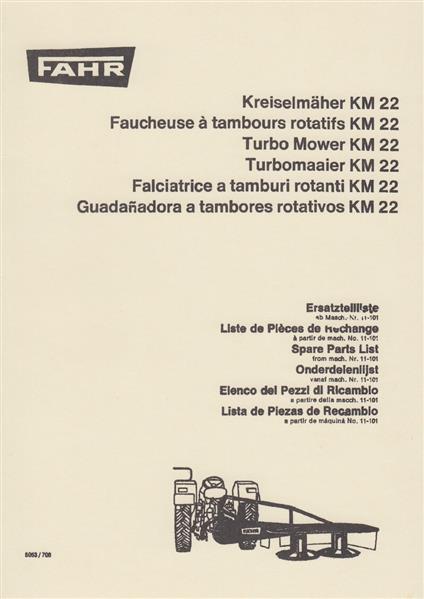 FAHR
Kreiselmäher KM 22
Faucheuse à tambours rotatifs KM 22
Turbo Mower KM 22
Turbomaaier KM 22
Falciatrice a tamburi rotanti KM 22
Guadañadora a tambores rotativos KM 22
Ersatzteilliste
ab Masch.-Nr. 11-101
Liste de Pièces de Rechange
à partir de mach. No. 11-101
Spare Parts List
from mach. Nr. 11-101
Onderdelenlijst
vanaf mach. Nr. 11-101
Elenco dei Pezzi di Ricambio
a partire della macch. 11-101
Lista de Piezas de Recambio
a partir de máquina No. 11-101
FAHR
5063/708